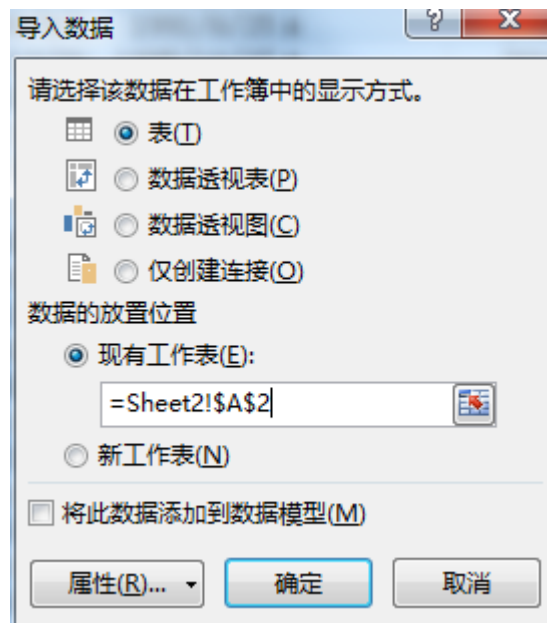 导入数据
请选择该数据在工作簿中的显示方式。
表(T)
数据透视表(P)
数据透视图(C)
仅创建连接(O)
数据的放置位置
现有工作表(E):
=Sheet2!$A$2
新工作表(N)
将此数据添加到数据模型(M)
属性(R)... 确定 取消